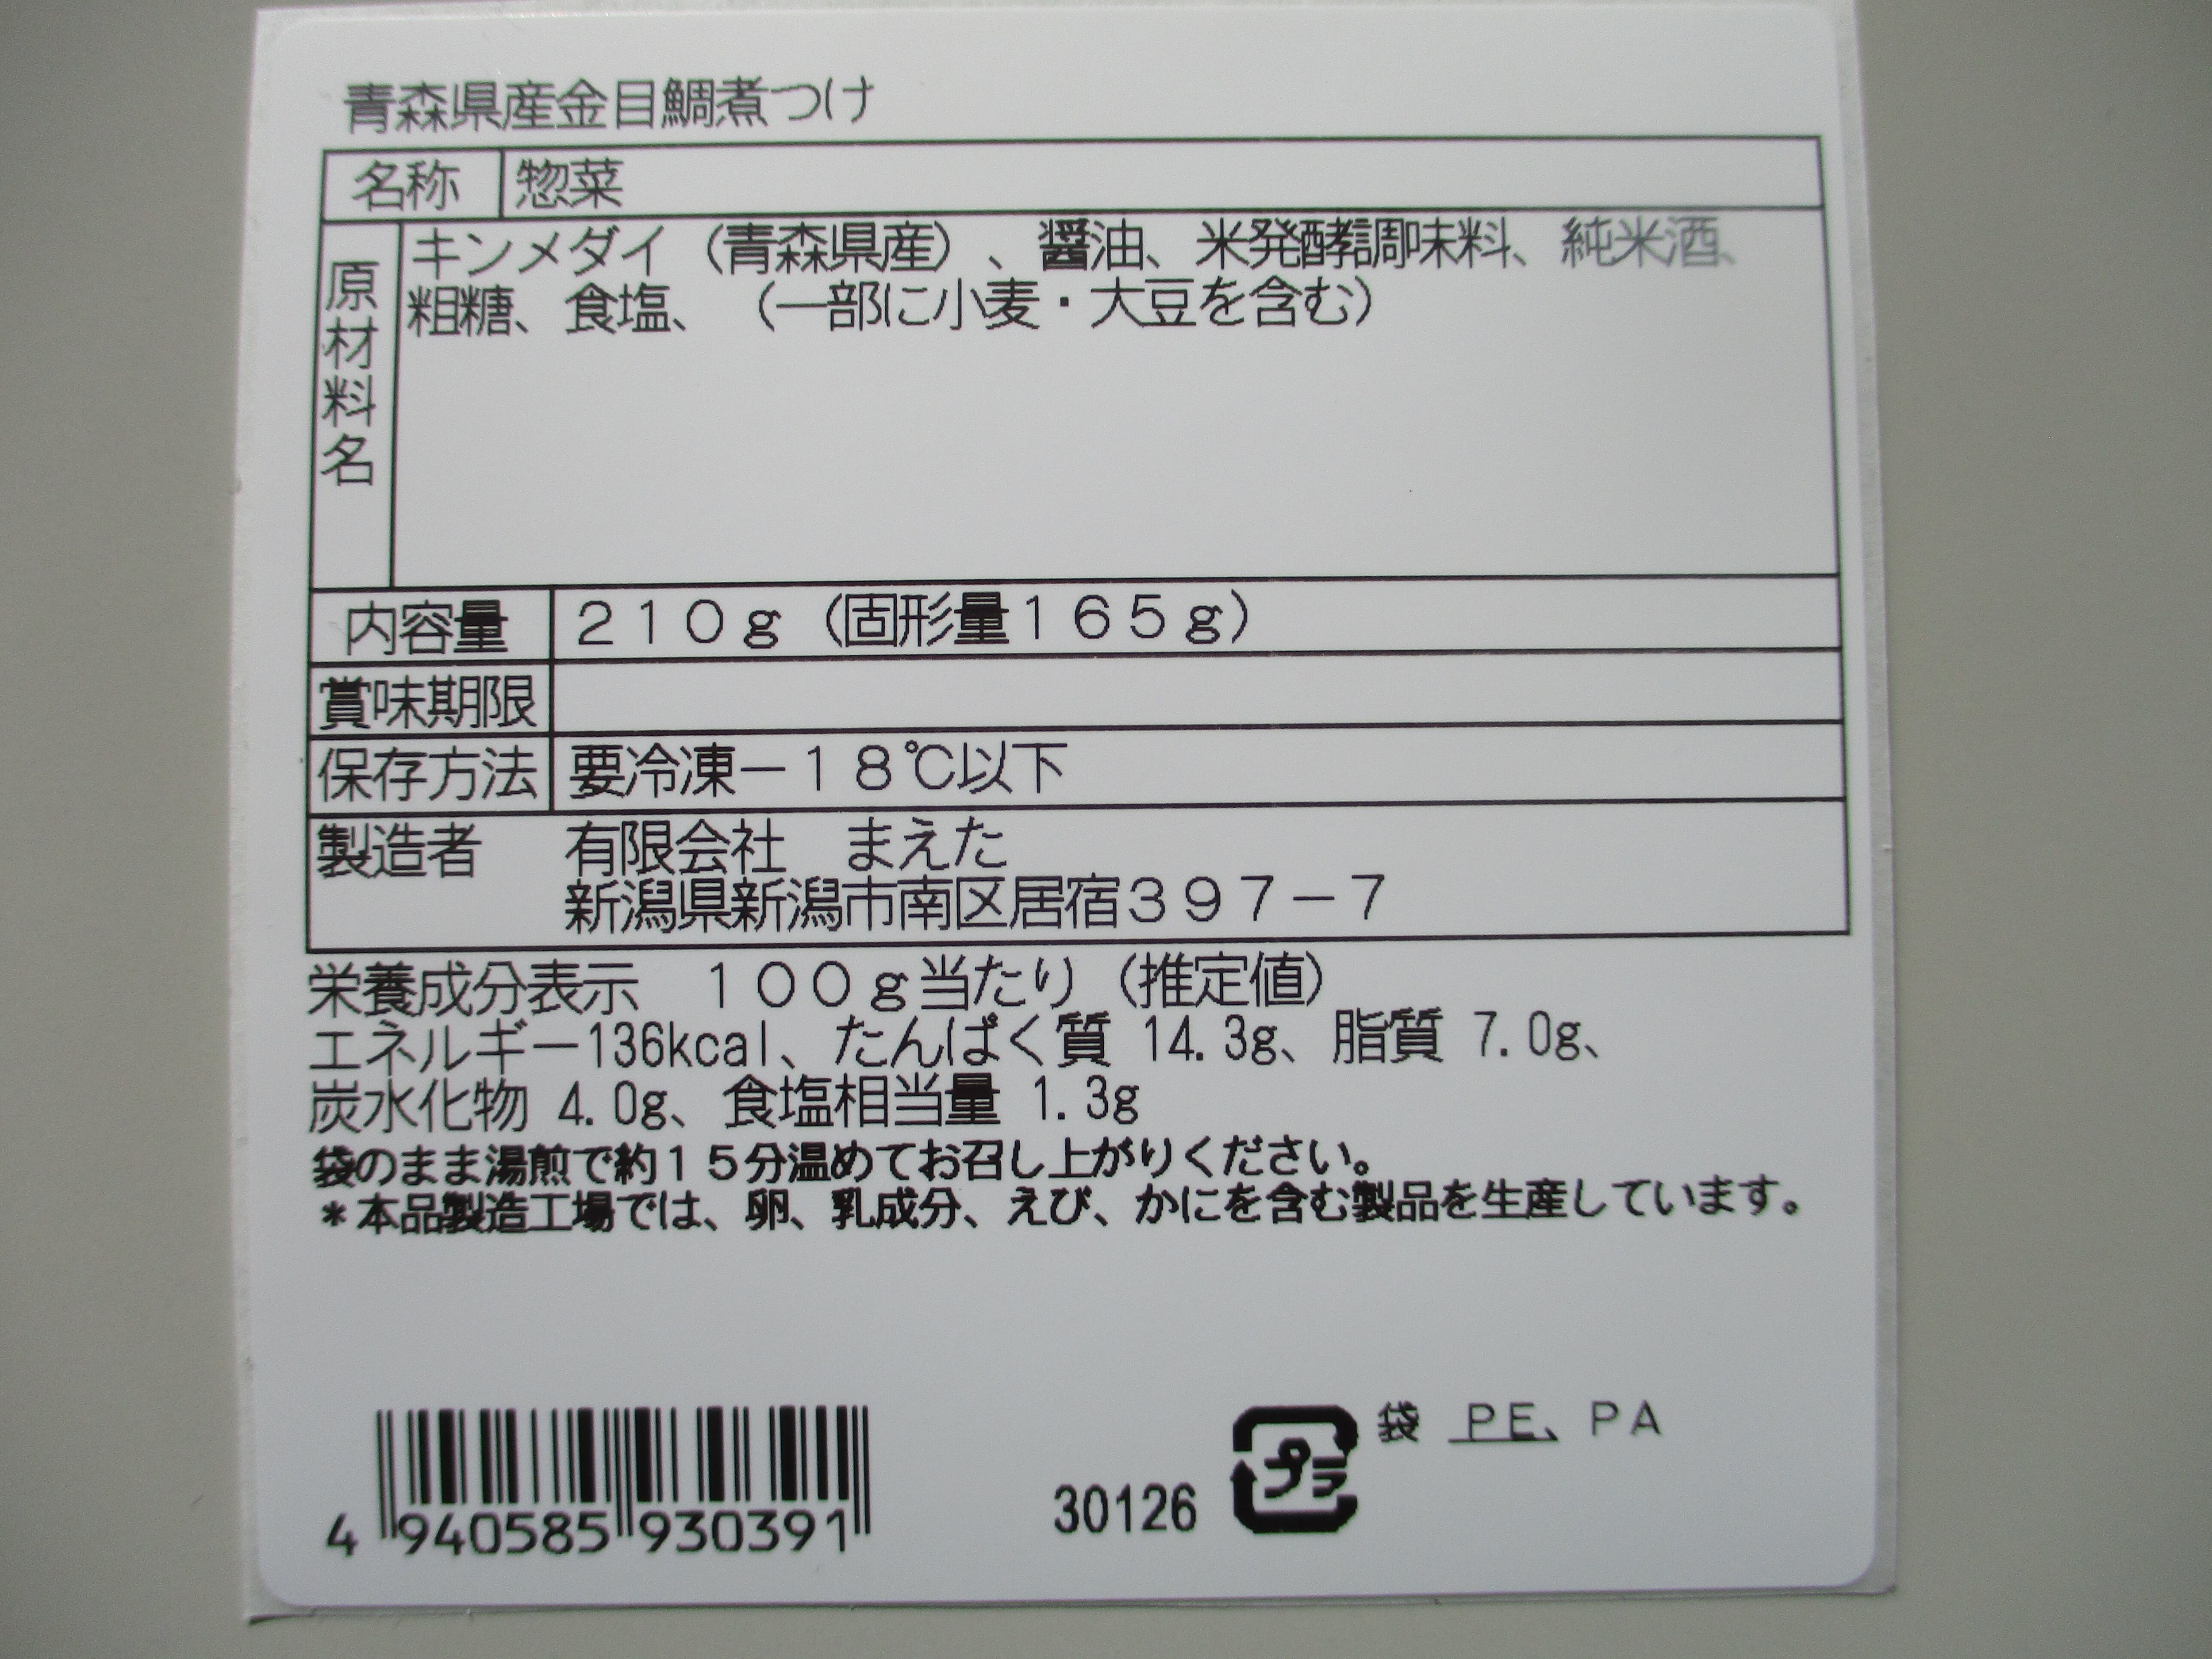 青森県産金目鯛煮つけ
名称 惣菜
原材料名 キンメダイ（青森県産）、醤油、米発酵調味料、純米酒、
粗糖、食塩、（一部に小麦・大豆を含む）
内容量 ２１０ｇ（固形量１６５ｇ）
賞味期限
保存方法 要冷凍－１８℃以下
製造者 有限会社　まえた
新潟県新潟市南区居宿３９７－７
栄養成分表示　１００ｇ当たり（推定値）
エネルギー136kcal、たんぱく質 14.3g、脂質 7.0g、
炭水化物 4.0g、食塩相当量 1.3g
袋のまま湯煎で約１５分温めてお召し上がりください。
＊本品製造工場では、卵、乳成分、えび、かにを含む製品を生産しています。
袋 PE、PA
プラ
30126
4 940585 930391